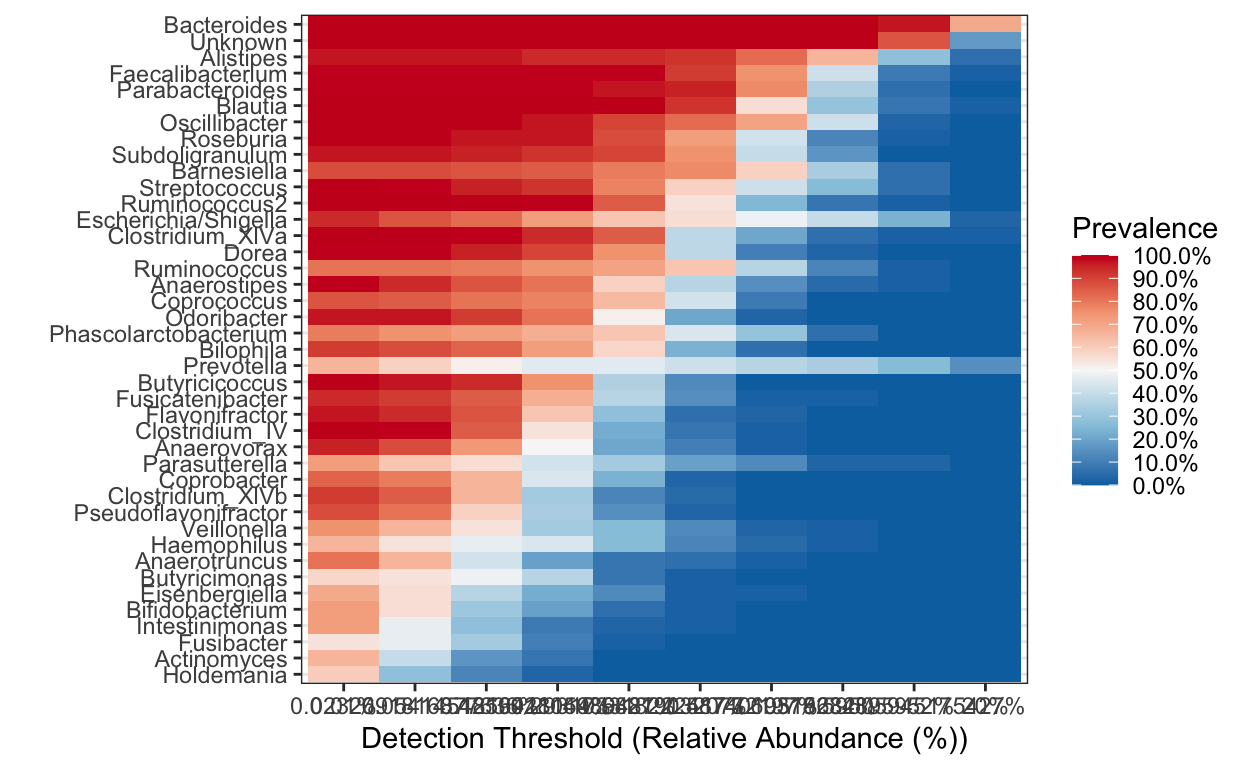 Bacteroides
Unknown
Alistipes
Faecalibacterium
Parabacteroides
Blautia
Oscillibacter
Roseburia
Subdoligranulum
Barnesiella
Streptococcus
Ruminococcus2
Escherichia/Shigella
Clostridium_XlVa
Dorea
Ruminococcus
Anaerostipes
Coprococcus
Odoribacter
Phascolarctobacterium
Bilophila
Prevotella
Butyricicoccus
Fusicatenibacter
Flavonifractor
Clostridium_IV
Anaerovorax
Parasutterella
Coprobacter
Clostridium_XlVb
Pseudoflavonifractor
Veillonella
Haemophilus
Anaerotruncus
Butyricimonas
Eisenbergiella
Bifidobacterium
Intestinimonas
Fusibacter
Actinomyces
Holdemania
Detection Threshold (Relative Abundance (%))
Prevalence
100.0%
90.0%
80.0%
70.0%
60.0%
50.0%
40.0%
30.0%
20.0%
10.0%
0.0%